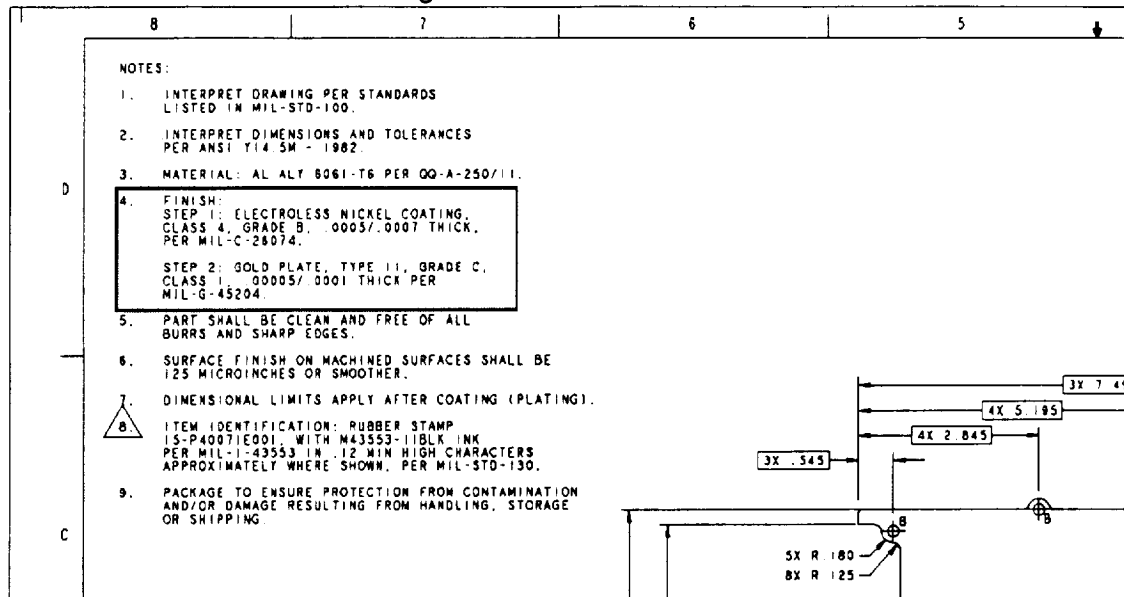 8 7 6 5
NOTES:
1. INTERPRET DRAWING PER STANDARDS
LISTED IN MIL-STD-100.
2. INTERPRET DIMENSIONS AND TOLERANCES
PER ANSI Y14.5M - 1982.
3. MATERIAL: AL ALY 6061-T6 PER QQ-A-250/11.
D
4. FINISH:
STEP 1: ELECTROLESS NICKEL COATING,
CLASS 4, GRADE B, .0005/.0007 THICK,
PER MIL-C-26074.
STEP 2: GOLD PLATE, TYPE II, GRADE C,
CLASS 1, .00005/.0001 THICK PER
MIL-G-45204.
5. PART SHALL BE CLEAN AND FREE OF ALL
BURRS AND SHARP EDGES.
6. SURFACE FINISH ON MACHINED SURFACES SHALL BE
125 MICROINCHES OR SMOOTHER.
7. DIMENSIONAL LIMITS APPLY AFTER COATING (PLATING).
8. ITEM IDENTIFICATION: RUBBER STAMP
15-P40071E001, WITH M43553-11BLK INK
PER MIL-I-43553 IN .12 MIN HIGH CHARACTERS
APPROXIMATELY WHERE SHOWN, PER MIL-STD-130.
9. PACKAGE TO ENSURE PROTECTION FROM CONTAMINATION
AND/OR DAMAGE RESULTING FROM HANDLING, STORAGE
OR SHIPPING.
C
3X 7.4
4X 5.195
4X 2.845
3X .545
B
B
5X R.180
8X R.125